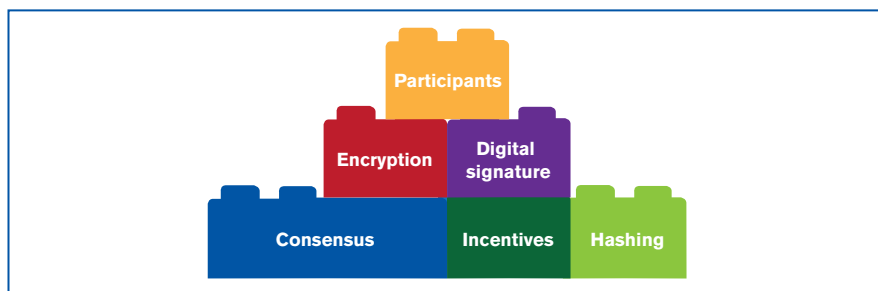 Participants
Encryption
Digital
signature
Consensus
Incentives
Hashing